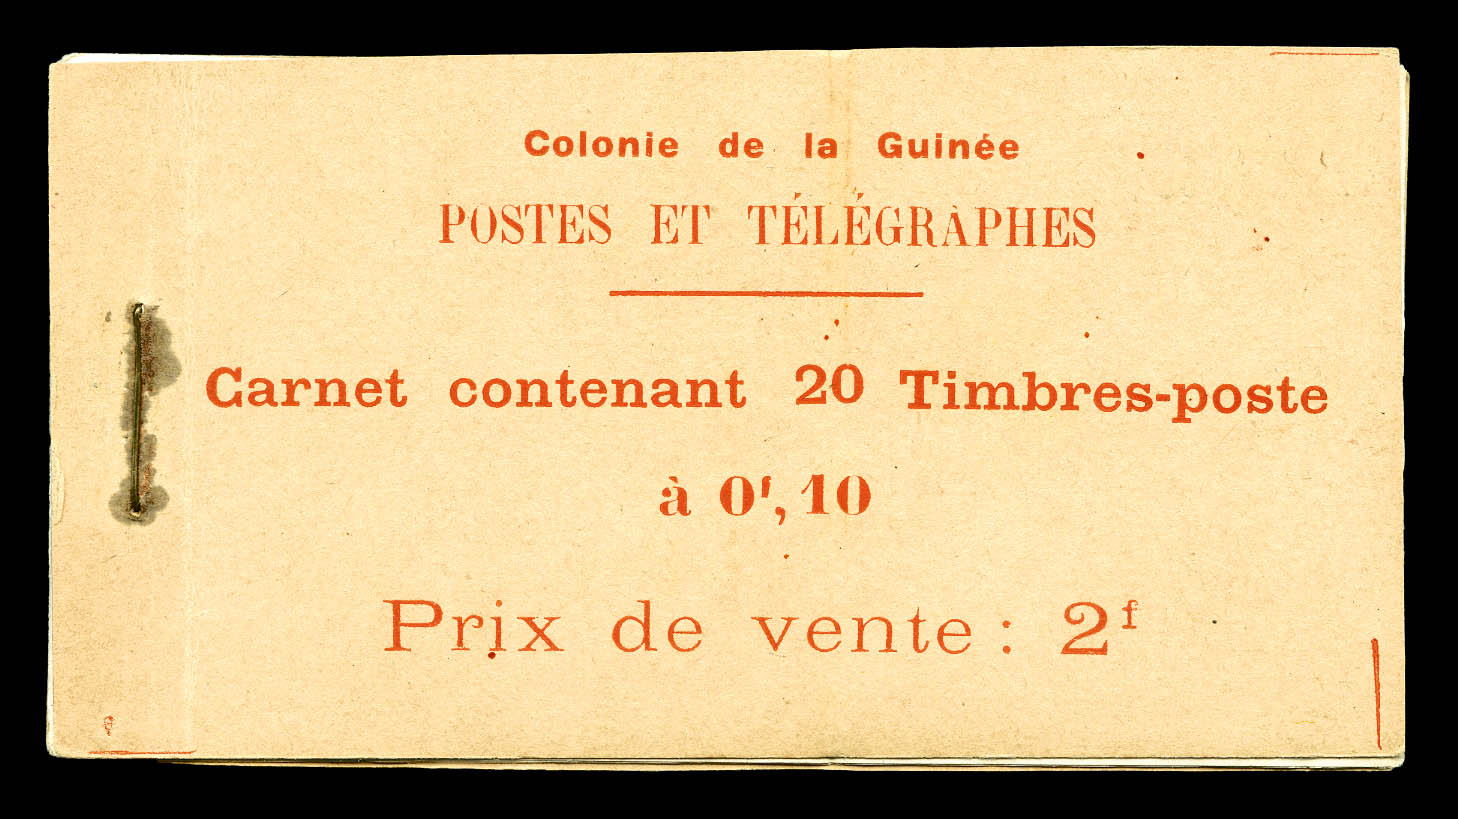 Colonie de la Guinée
POSTES ET TÉLÉGRAPHES
Carnet contenant 20 Timbres-poste
à 0f,10
Prix de vente : 2f